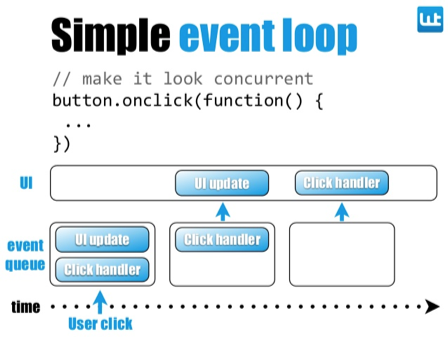 Simple event loop
// make it look concurrent
button.onclick(function() {
...
})
UI
UI update
Click handler
event
queue
UI update
Click handler
Click handler
time
User click